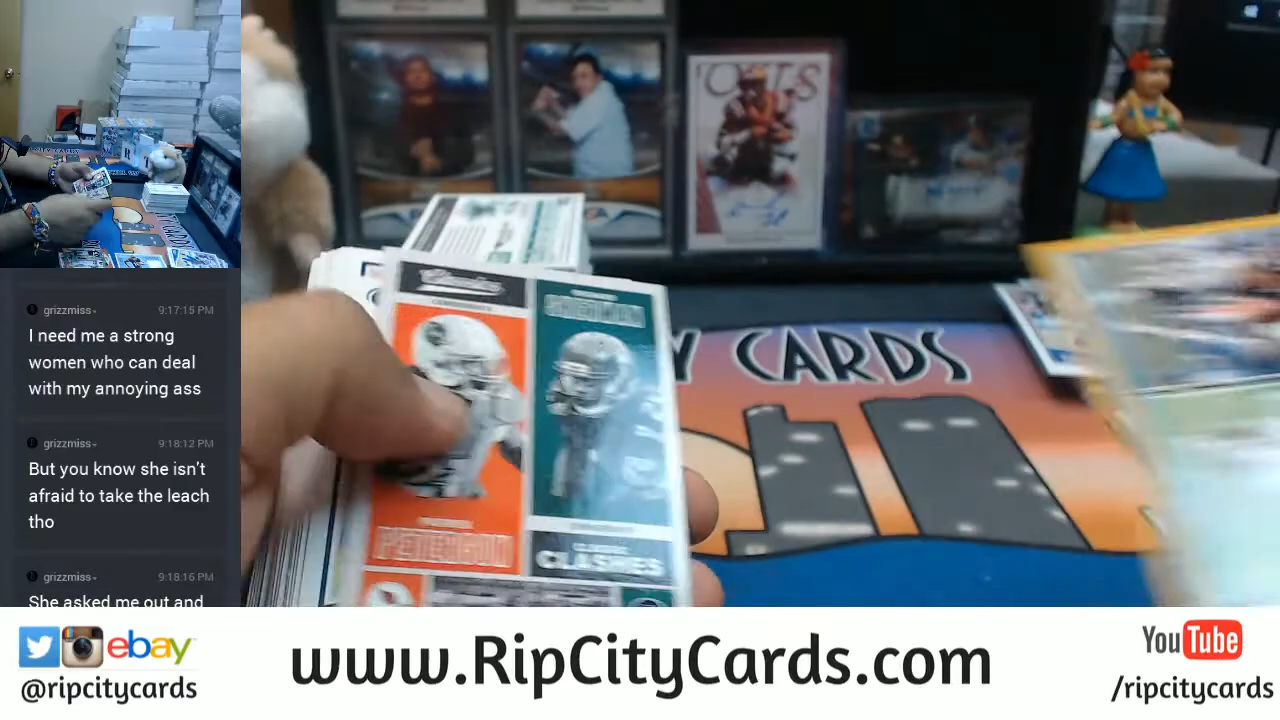 grizzmiss 9:17:15 PM
I need me a strong
women who can deal
with my annoying ass
grizzmiss 9:18:12 PM
But you know she isn't
afraid to take the leach
tho
grizzmiss 9:18:16 PM
She asked me out and
Classics
SHERMAN
PETERSON
CLASHES
CARDS
ebay
@ripcitycards
www.RipCityCards.com
YouTube
/ripcitycards